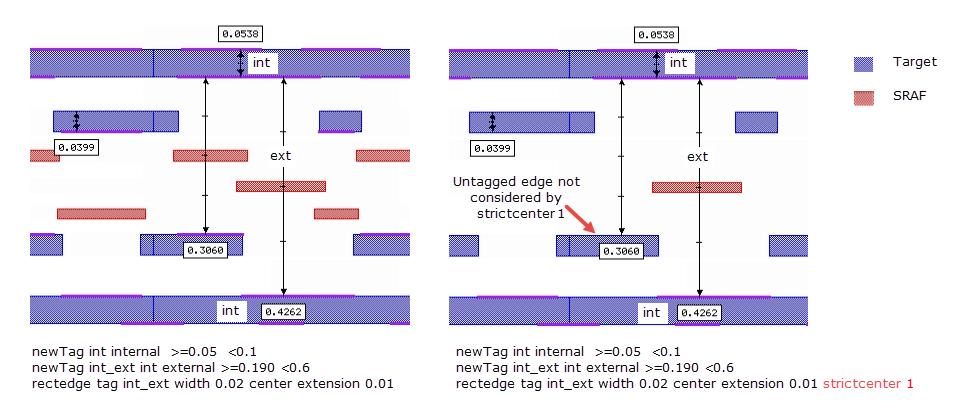 0.0538
int
0.0399
ext
0.3060
int
0.4262
0.0538
int
0.0399
ext
Untagged edge not
considered by
strictcenter 1
0.3060
int
0.4262
Target
SRAF
newTag int internal >=0.05 <0.1
newTag int_ext int external >=0.190 <0.6
rectedge tag int_ext width 0.02 center extension 0.01
newTag int internal >=0.05 <0.1
newTag int_ext int external >=0.190 <0.6
rectedge tag int_ext width 0.02 center extension 0.01 strictcenter 1